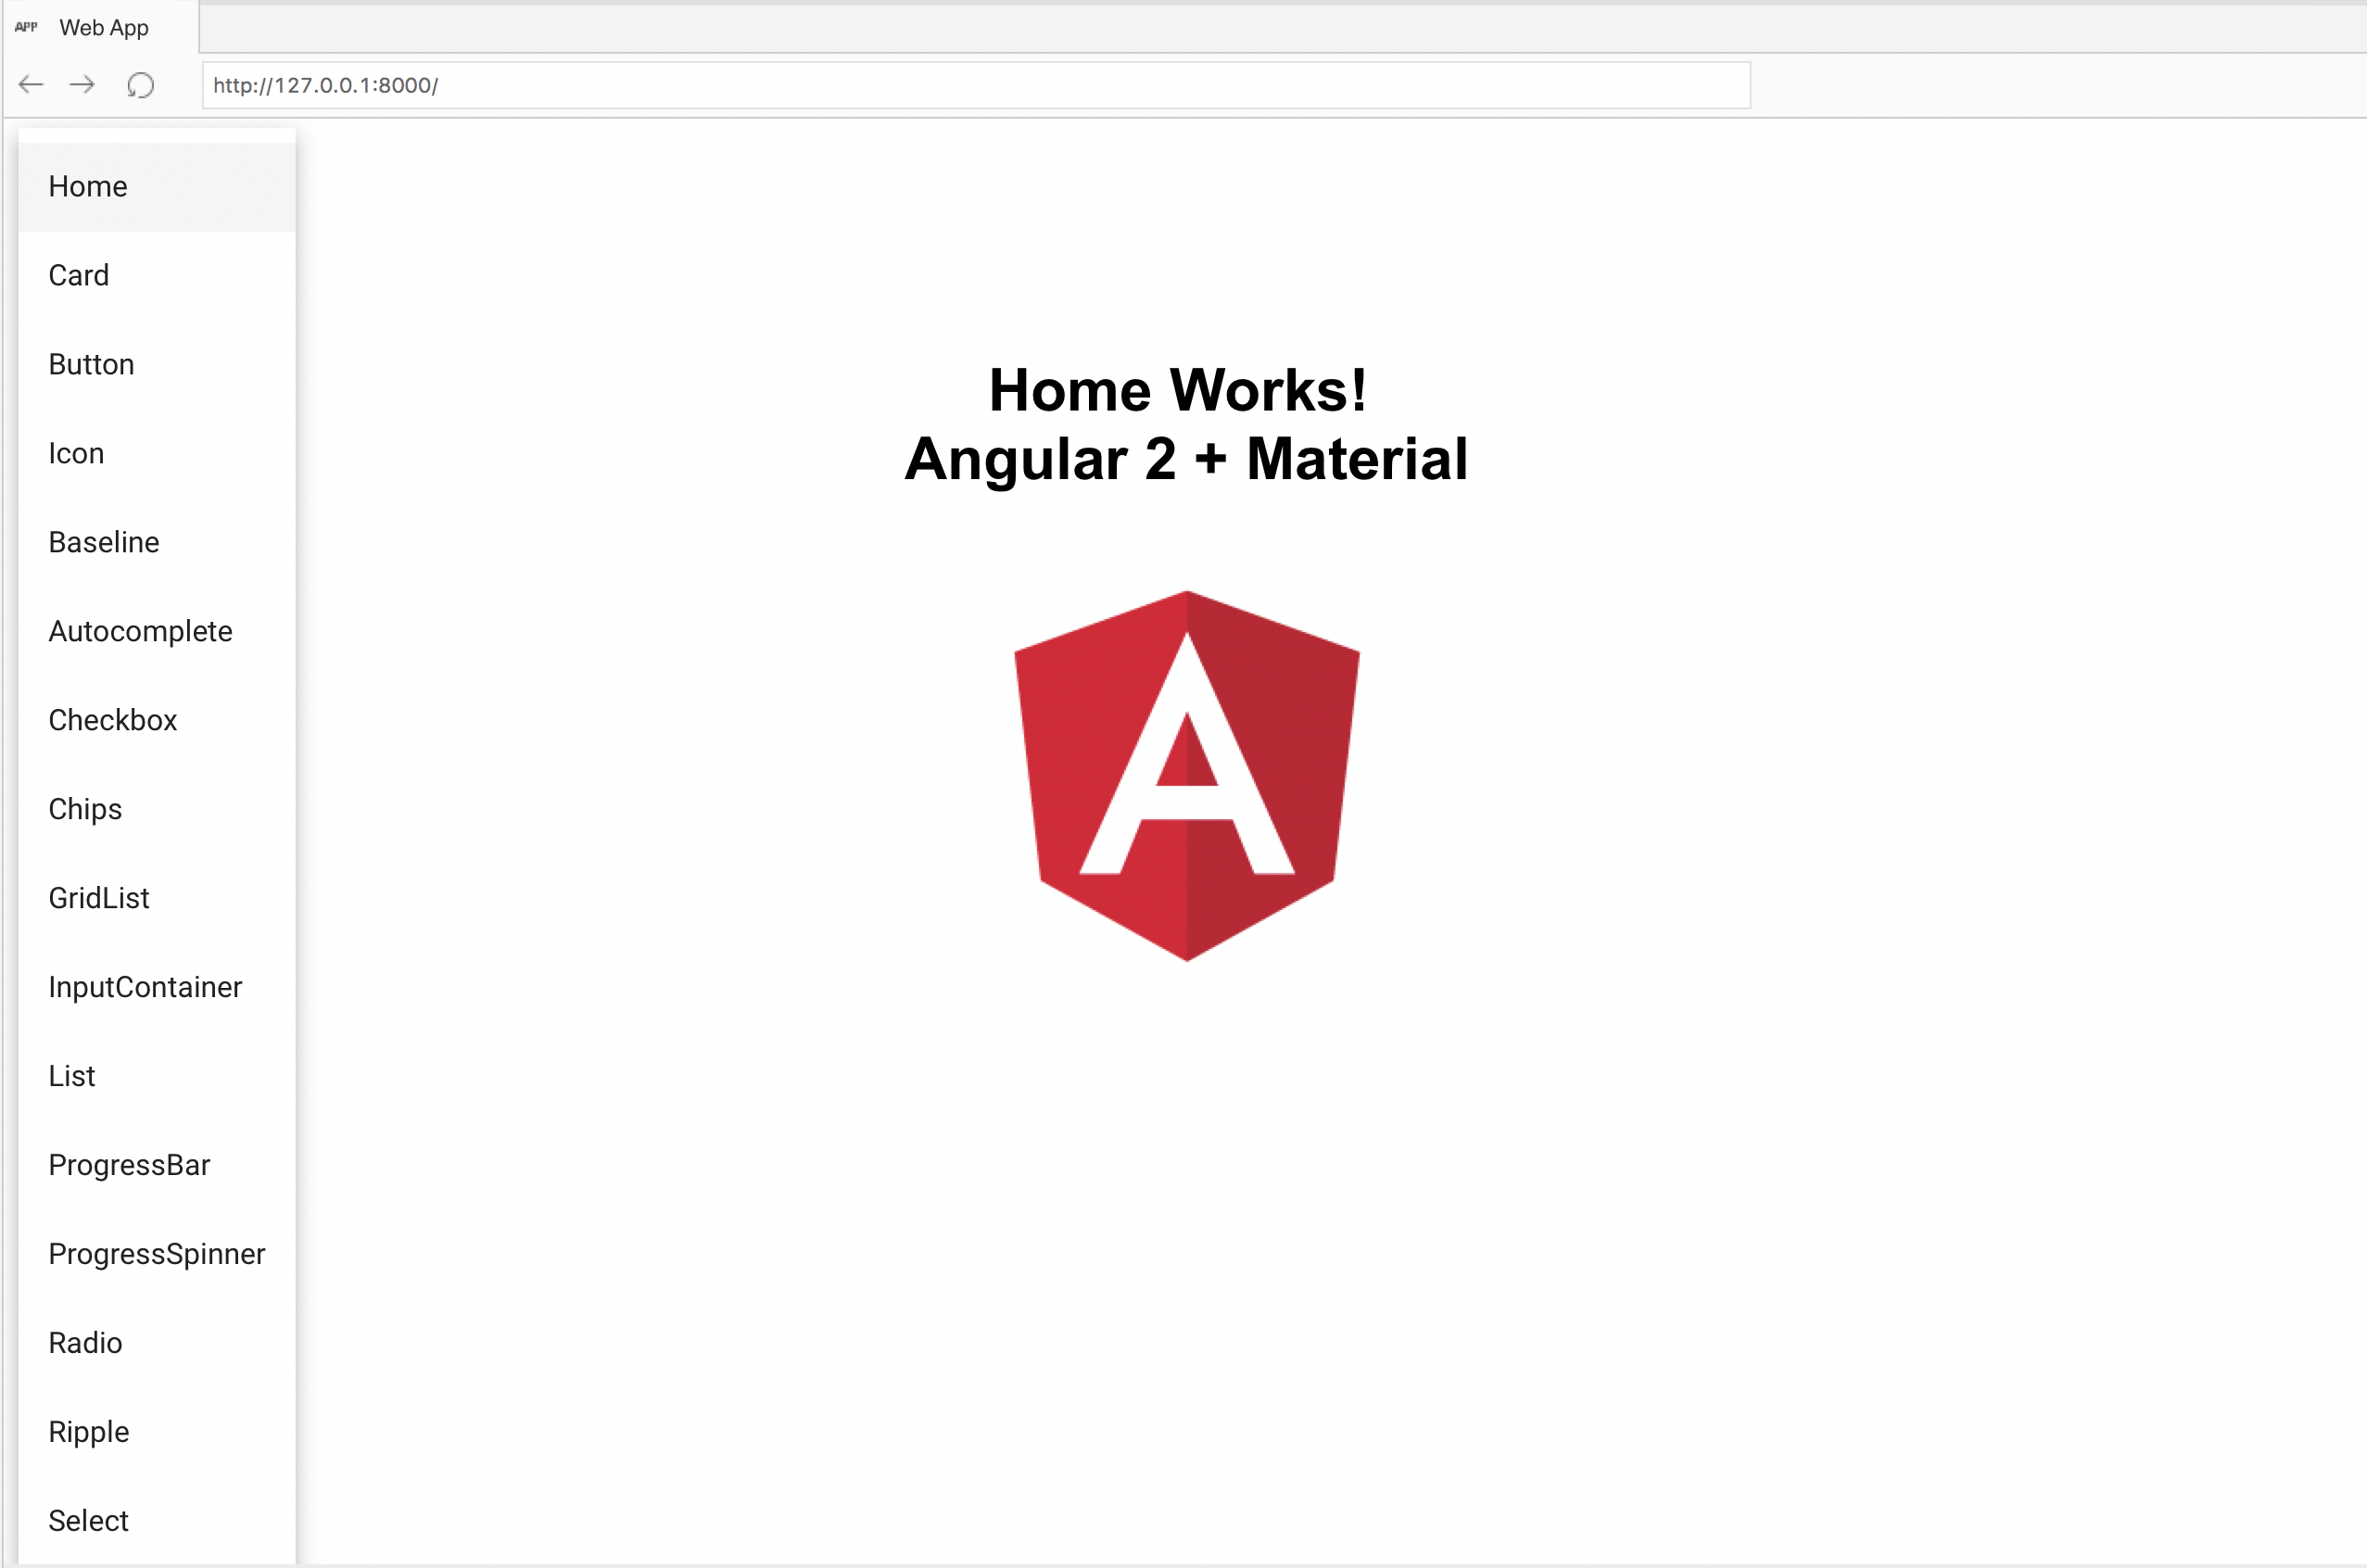 APP Web App
http://127.0.0.1:8000/
Home
Card
Button
Icon
Baseline
Autocomplete
Checkbox
Chips
GridList
InputContainer
List
ProgressBar
ProgressSpinner
Radio
Ripple
Select
Home Works!
Angular 2 + Material
A